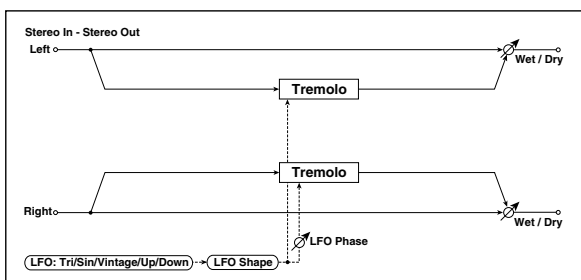 Stereo In - Stereo Out
Left
Wet / Dry
Tremolo
Tremolo
Right
Wet / Dry
LFO Phase
LFO: Tri/Sin/Vintage/Up/Down
LFO Shape